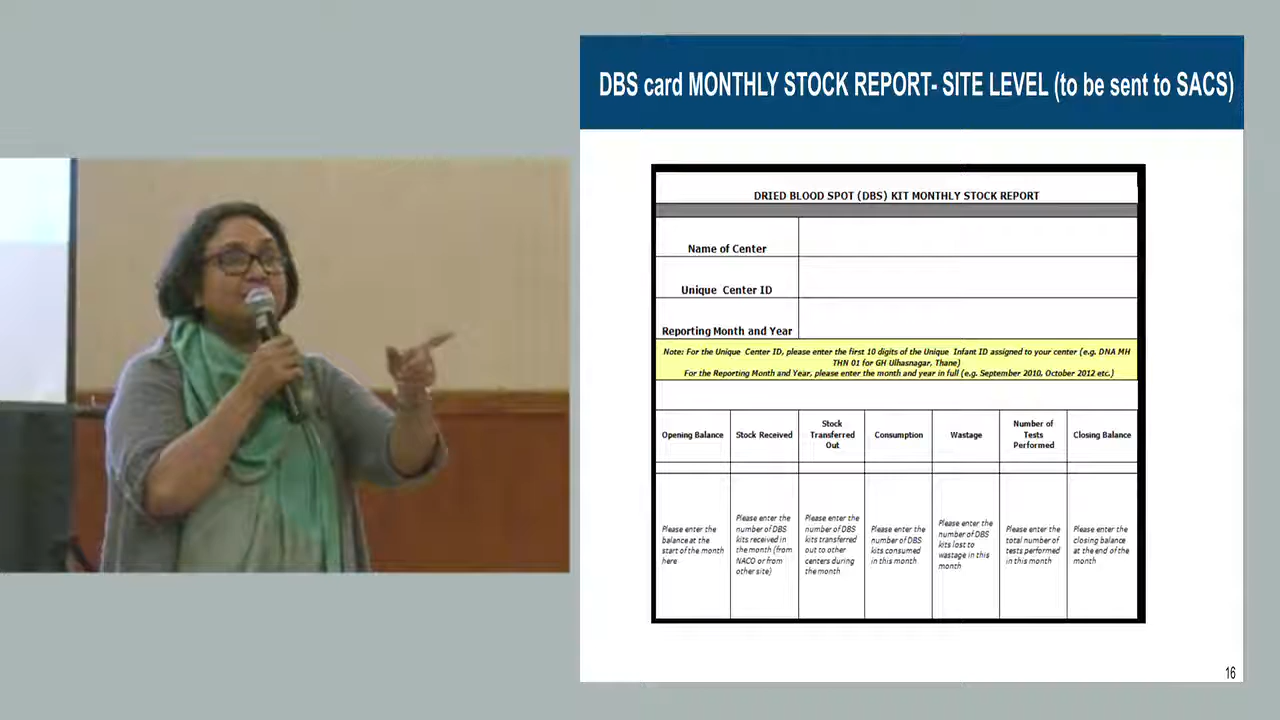 DBS card MONTHLY STOCK REPORT- SITE LEVEL (to be sent to SACS)
DRIED BLOOD SPOT (DBS) KIT MONTHLY STOCK REPORT
Name of Center
Unique Center ID
Reporting Month and Year
Note: For the Unique Center ID, please enter the first 10 digits of the Unique Infant ID assigned to your center (e.g. DNA MH
THN 01 for GH Ulhasnagar, Thane)
For the Reporting Month and Year, please enter the month and year in full (e.g. September 2010, October 2012 etc.)
Opening Balance
Stock Received
Stock
Transferred
Out
Consumption
Wastage
Number of
Tests
Performed
Closing Balance
Please enter the
balance at the
start of the month
here
Please enter the
number of DBS
kits received in
the month (from
NACO or from
other site)
Please enter the
number of DBS
kits transferred
out to other
centers during
the month
Please enter the
number of DBS
kits consumed
in this month
Please enter the
number of DBS
kits lost to
wastage in this
month
Please enter the
total number of
tests performed
in this month
Please enter the
closing balance
at the end of the
month
16